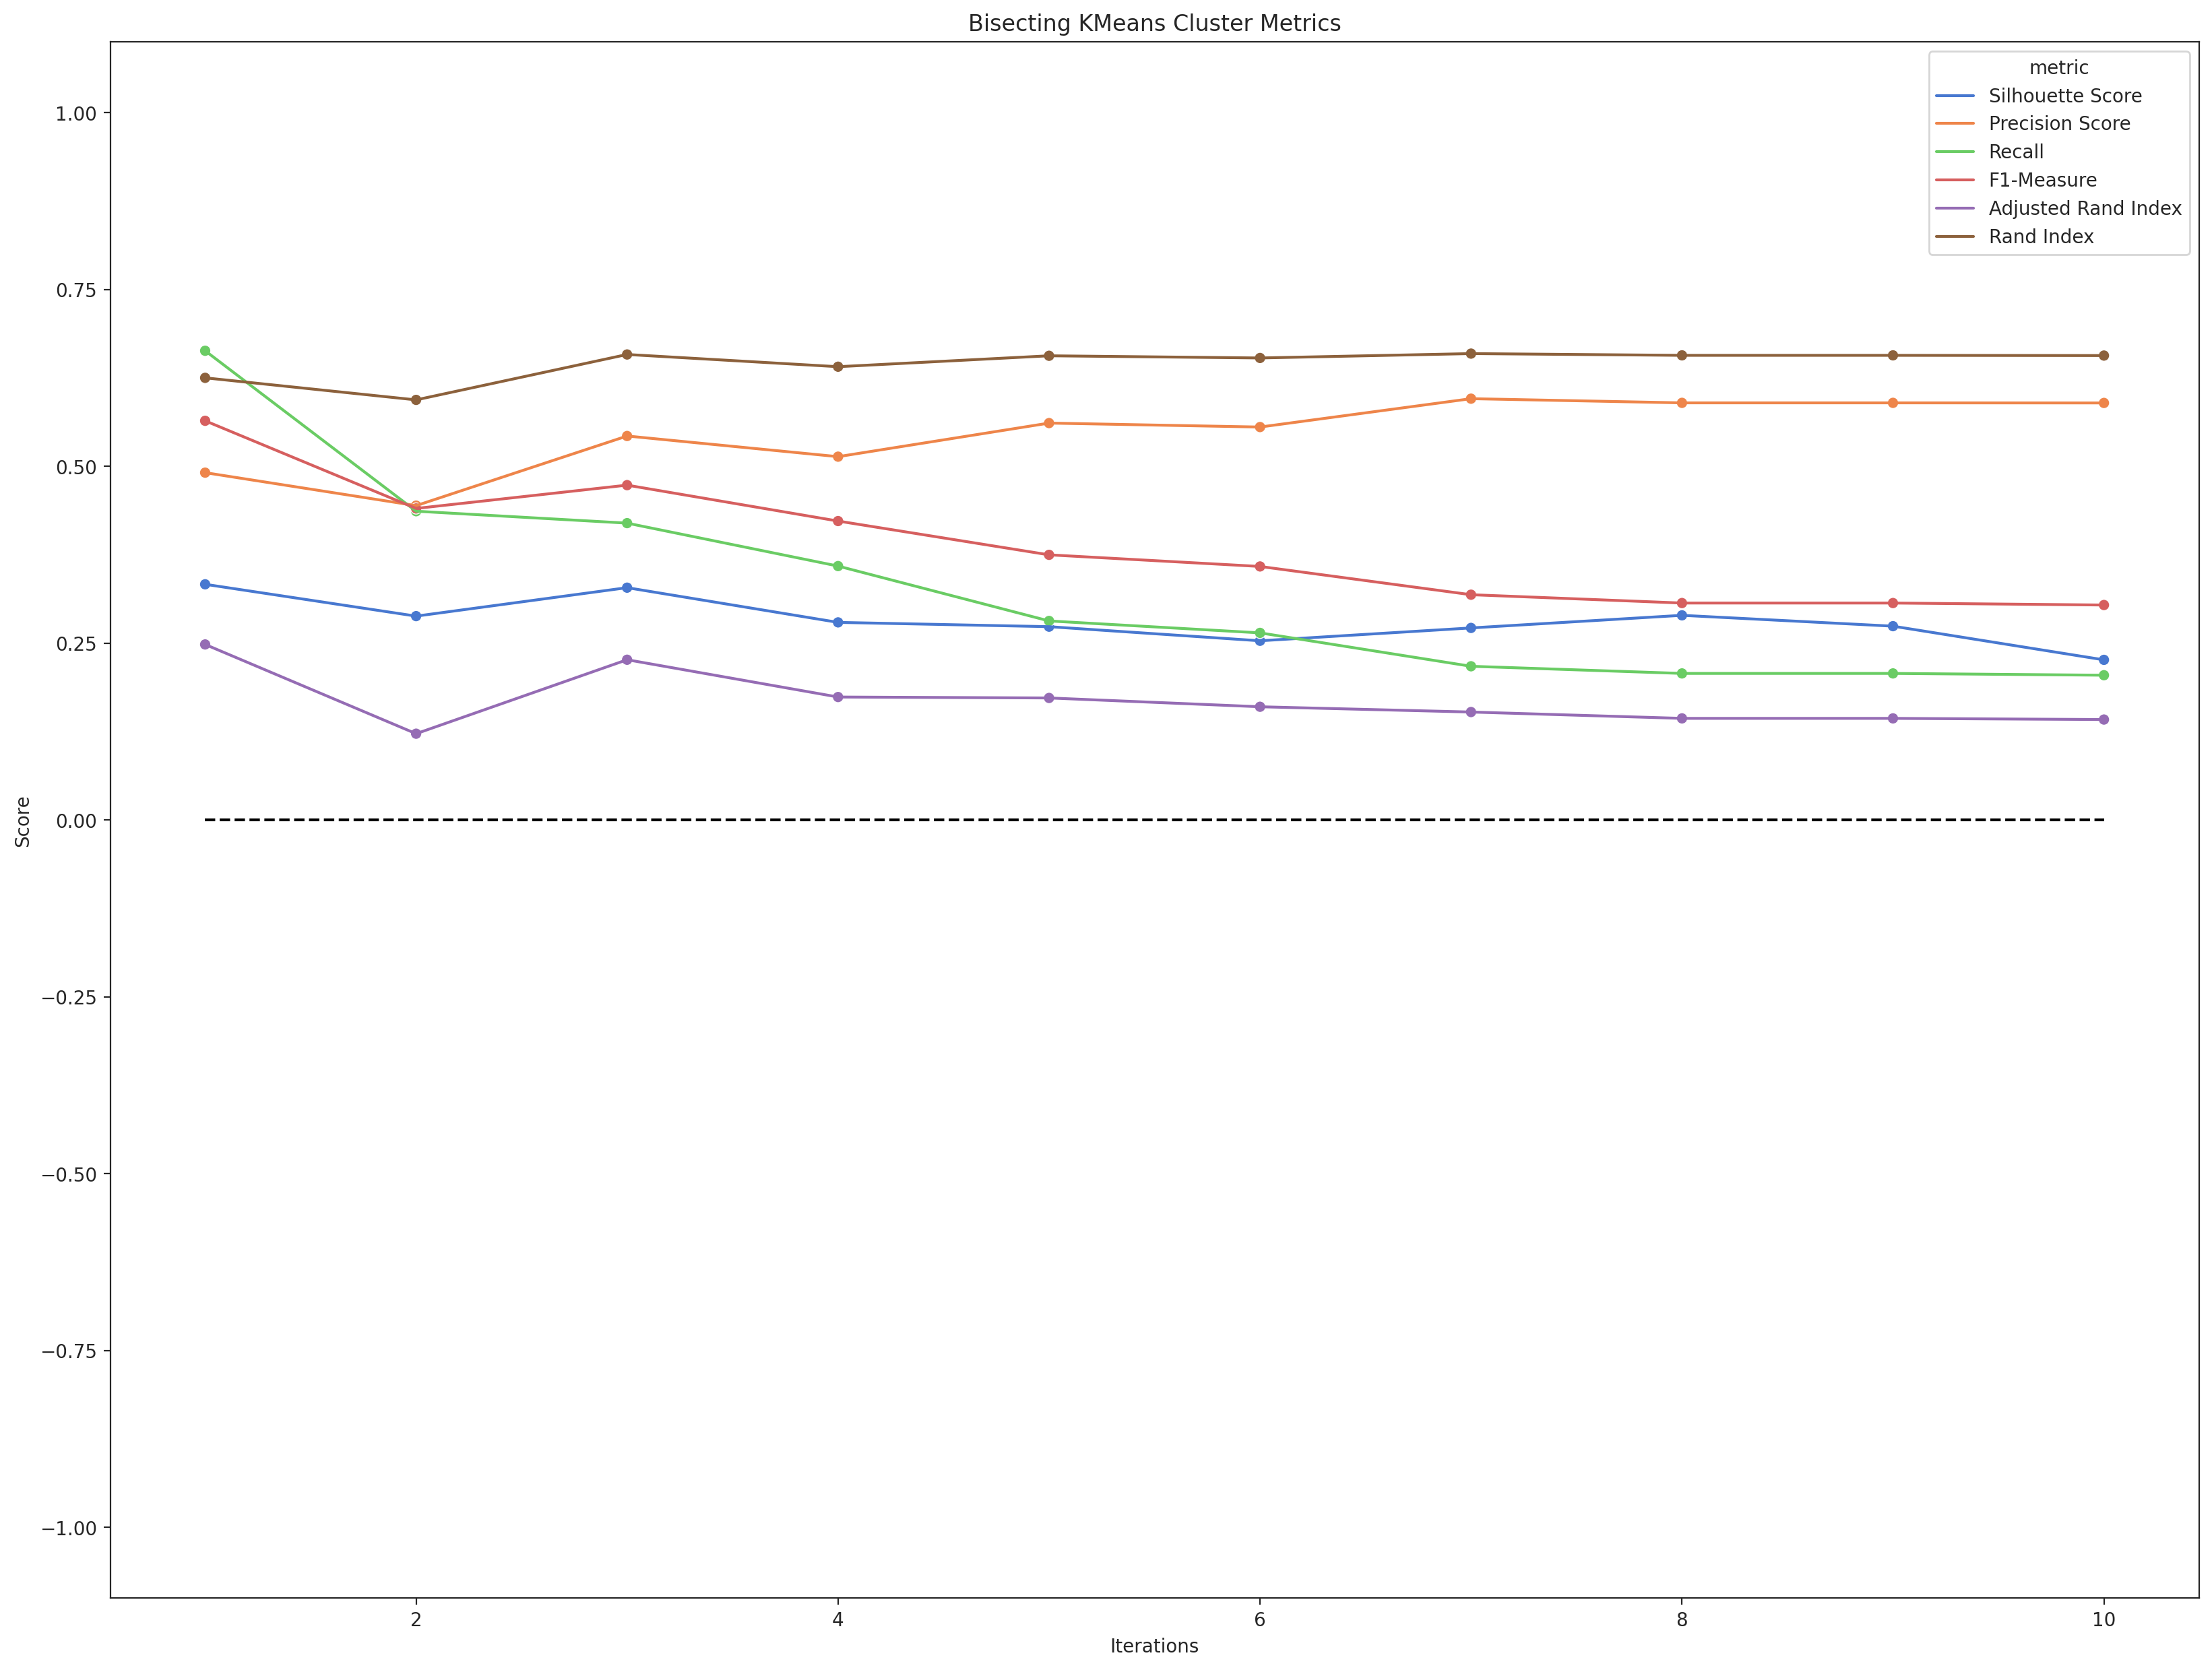 Bisecting KMeans Cluster Metrics
metric
Silhouette Score
Precision Score
Recall
F1-Measure
Adjusted Rand Index
Rand Index
1.00
0.75
0.50
0.25
0.00
−0.25
−0.50
−0.75
−1.00
Score
2
4
6
8
10
Iterations